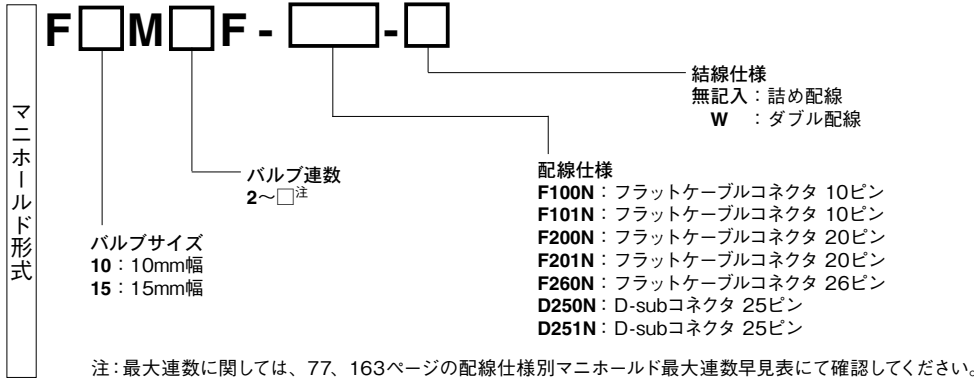 マニホールド形式
F□M□F-□-□
結線仕様
無記入：詰め配線
W ：ダブル配線
バルブ連数
2～□注
配線仕様
F100N：フラットケーブルコネクタ 10ピン
F101N：フラットケーブルコネクタ 10ピン
F200N：フラットケーブルコネクタ 20ピン
F201N：フラットケーブルコネクタ 20ピン
F260N：フラットケーブルコネクタ 26ピン
D250N：D-subコネクタ 25ピン
D251N：D-subコネクタ 25ピン
バルブサイズ
10：10mm幅
15：15mm幅
注：最大連数に関しては、77、163ページの配線仕様別マニホールド最大連数早見表にて確認してください。